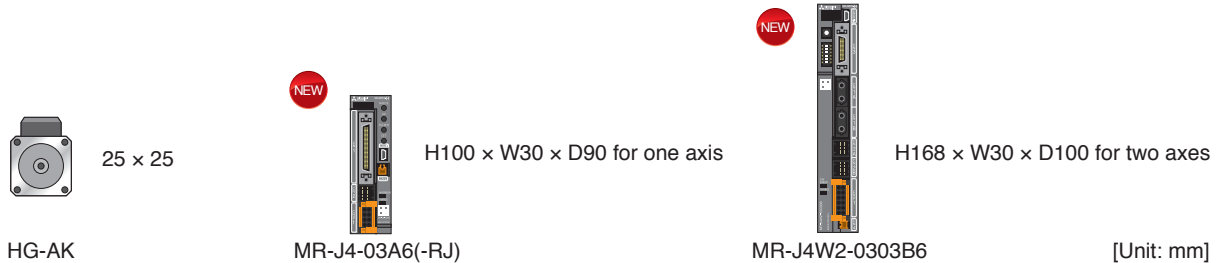 NEW
NEW
25 × 25
H100 × W30 × D90 for one axis
H168 × W30 × D100 for two axes
HG-AK
MR-J4-03A6(-RJ)
MR-J4W2-0303B6
[Unit: mm]